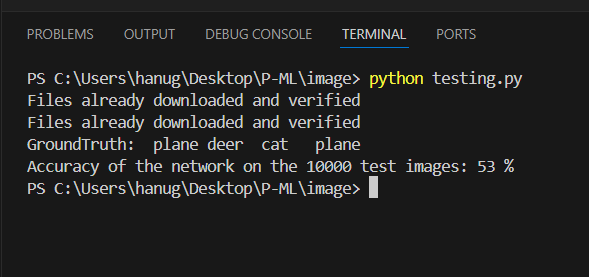 PROBLEMS OUTPUT DEBUG CONSOLE TERMINAL PORTS
PS C:\Users\hanug\Desktop\P-ML\image> python testing.py
Files already downloaded and verified
Files already downloaded and verified
GroundTruth:  plane deer  cat   plane
Accuracy of the network on the 10000 test images: 53 %
PS C:\Users\hanug\Desktop\P-ML\image>